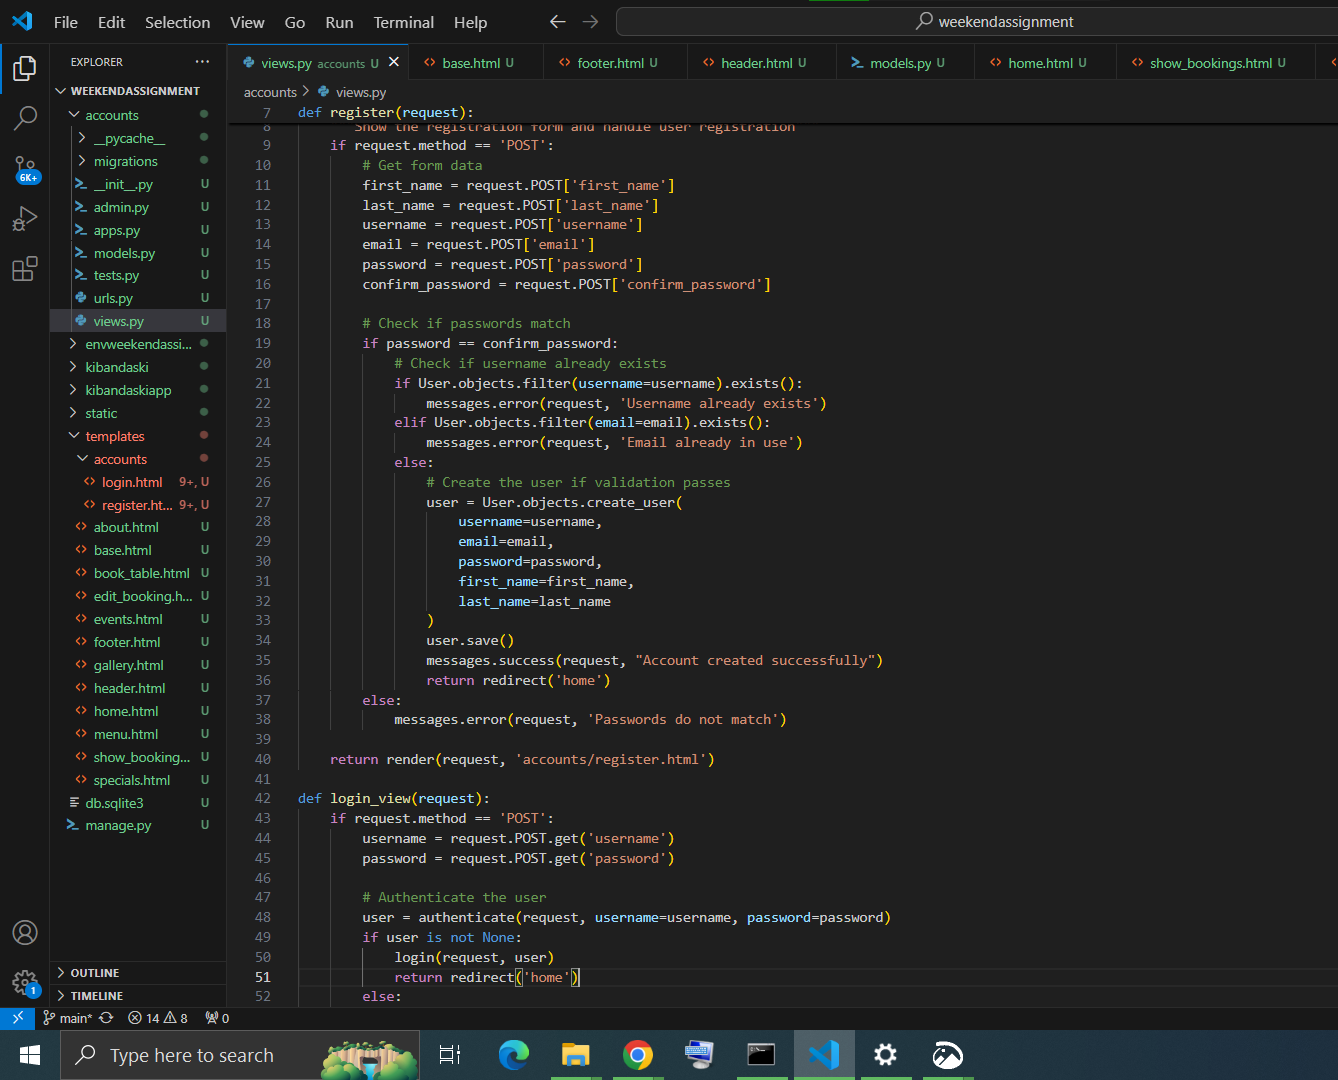 File Edit Selection View Go Run Terminal Help
weekendassignment
EXPLORER
views.py accounts U
base.html U
footer.html U
header.html U
models.py U
home.html U
show_bookings.html U
WEEKENDASSIGNMENT
accounts > views.py
accounts
__pycache__
migrations
__init__.py U
admin.py U
apps.py U
models.py U
tests.py U
urls.py U
views.py U
envweekendassi...
kibandaski
kibandaskiapp
static
templates
accounts
login.html 9+, U
register.ht... 9+, U
about.html U
base.html U
book_table.html U
edit_booking.h... U
events.html U
footer.html U
gallery.html U
header.html U
home.html U
menu.html U
show_booking... U
specials.html U
db.sqlite3 U
manage.py U
OUTLINE
TIMELINE
6K+
1
7 def register(request):
8 Show the registration form and handle user registration
9 if request.method == 'POST':
10 # Get form data
11 first_name = request.POST['first_name']
12 last_name = request.POST['last_name']
13 username = request.POST['username']
14 email = request.POST['email']
15 password = request.POST['password']
16 confirm_password = request.POST['confirm_password']
17
18 # Check if passwords match
19 if password == confirm_password:
20 # Check if username already exists
21 if User.objects.filter(username=username).exists():
22 messages.error(request, 'Username already exists')
23 elif User.objects.filter(email=email).exists():
24 messages.error(request, 'Email already in use')
25 else:
26 # Create the user if validation passes
27 user = User.objects.create_user(
28 username=username,
29 email=email,
30 password=password,
31 first_name=first_name,
32 last_name=last_name
33 )
34 user.save()
35 messages.success(request, "Account created successfully")
36 return redirect('home')
37 else:
38 messages.error(request, 'Passwords do not match')
39
40 return render(request, 'accounts/register.html')
41
42 def login_view(request):
43 if request.method == 'POST':
44 username = request.POST.get('username')
45 password = request.POST.get('password')
46
47 # Authenticate the user
48 user = authenticate(request, username=username, password=password)
49 if user is not None:
50 login(request, user)
51 return redirect('home')
52 else:
main* 14 8 0
Type here to search